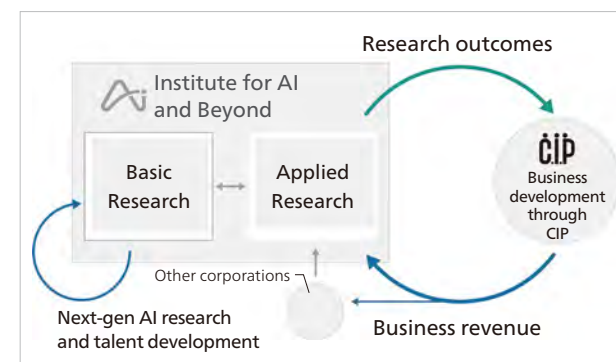 Research outcomes
Institute for AI
and Beyond
Basic
Research
Applied
Research
C.I.P
Business
development
through
CIP
Other corporations
Next-gen AI research
and talent development
Business revenue